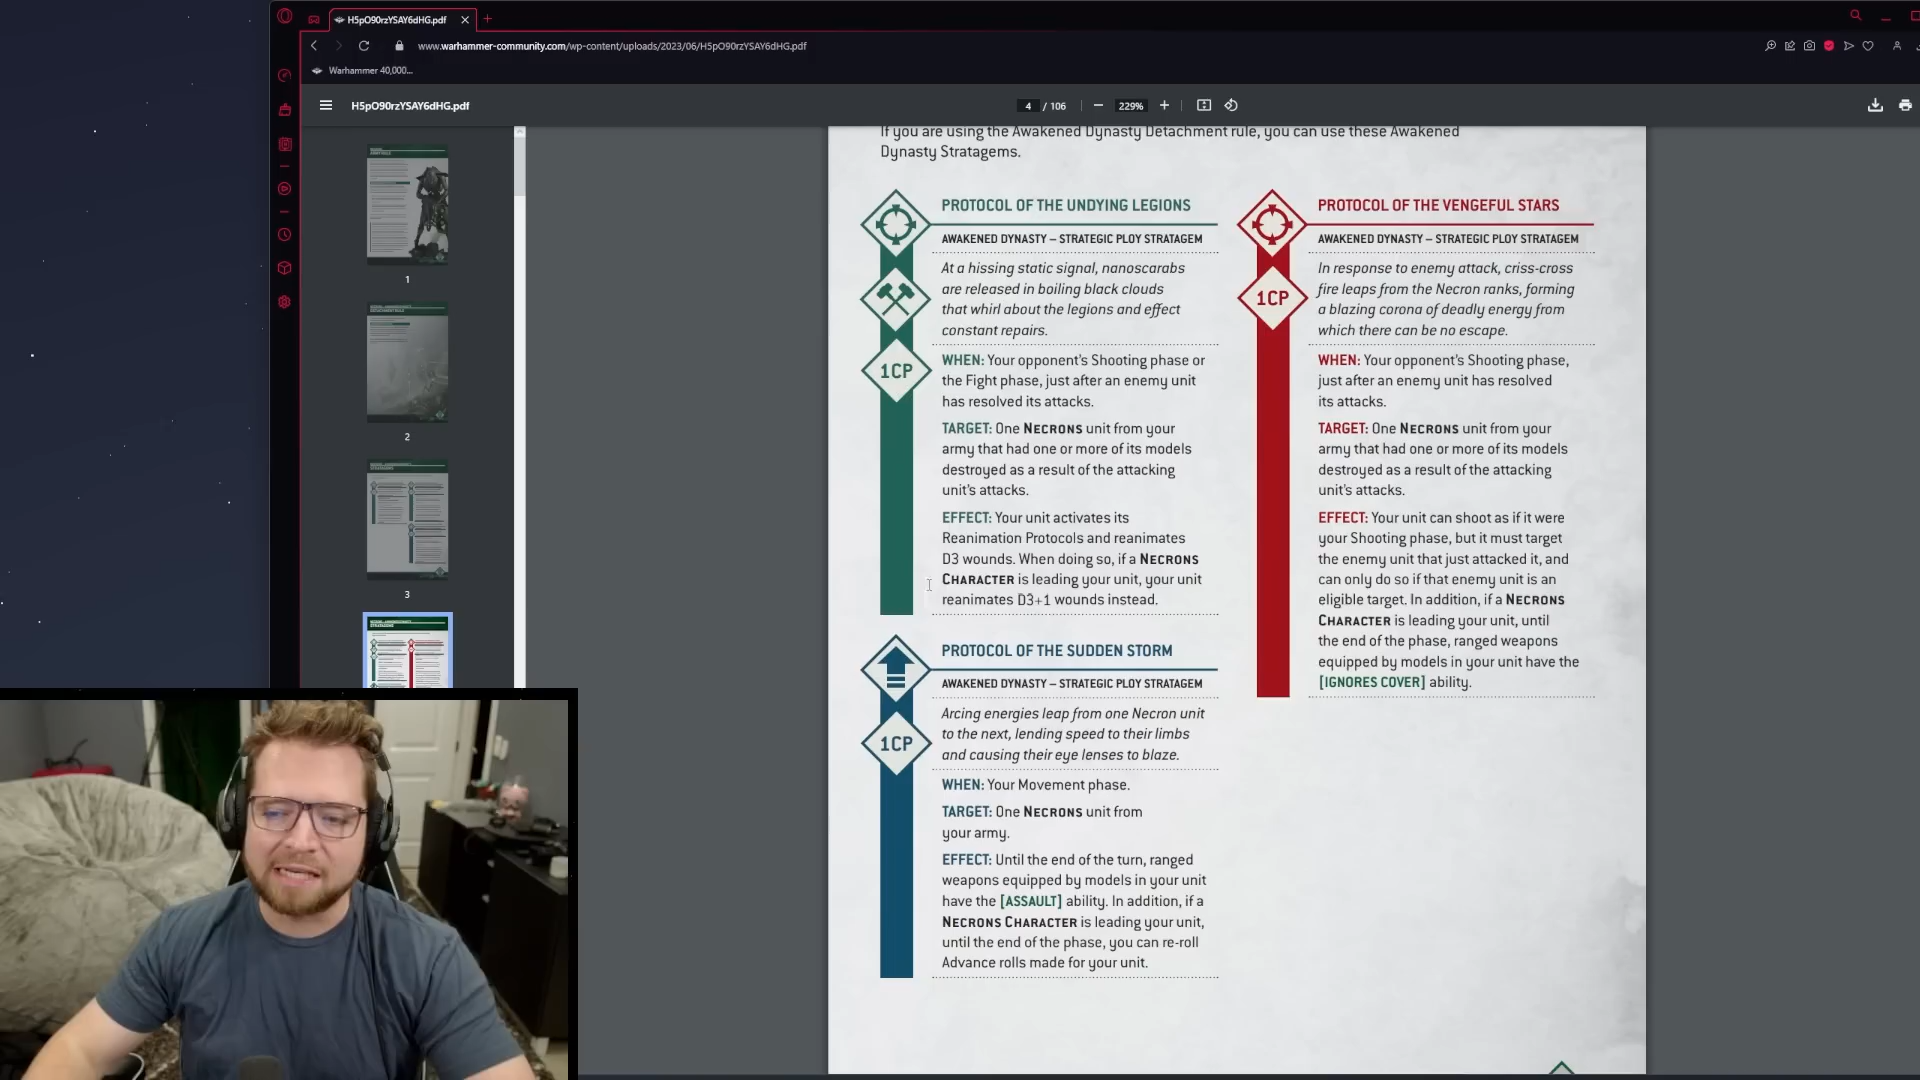 H5pO90rzYSAY6dHG.pdf
www.warhammer-community.com/wp-content/uploads/2023/06/H5pO90rzYSAY6dHG.pdf
Warhammer 40,000...
H5pO90rzYSAY6dHG.pdf
4 / 106
229%
1
2
3
If you are using the Awakened Dynasty Detachment rule, you can use these Awakened
Dynasty Stratagems.
PROTOCOL OF THE UNDYING LEGIONS
AWAKENED DYNASTY – STRATEGIC PLOY STRATAGEM
At a hissing static signal, nanoscarabs
are released in boiling black clouds
that whirl about the legions and effect
constant repairs.
1CP
WHEN: Your opponent's Shooting phase or
the Fight phase, just after an enemy unit
has resolved its attacks.
TARGET: One NECRONS unit from your
army that had one or more of its models
destroyed as a result of the attacking
unit's attacks.
EFFECT: Your unit activates its
Reanimation Protocols and reanimates
D3 wounds. When doing so, if a NECRONS
CHARACTER is leading your unit, your unit
reanimates D3+1 wounds instead.
PROTOCOL OF THE SUDDEN STORM
AWAKENED DYNASTY – STRATEGIC PLOY STRATAGEM
Arcing energies leap from one Necron unit
to the next, lending speed to their limbs
and causing their eye lenses to blaze.
1CP
WHEN: Your Movement phase.
TARGET: One NECRONS unit from
your army.
EFFECT: Until the end of the turn, ranged
weapons equipped by models in your unit
have the [ASSAULT] ability. In addition, if a
NECRONS CHARACTER is leading your unit,
until the end of the phase, you can re-roll
Advance rolls made for your unit.
PROTOCOL OF THE VENGEFUL STARS
AWAKENED DYNASTY – STRATEGIC PLOY STRATAGEM
In response to enemy attack, criss-cross
fire leaps from the Necron ranks, forming
a blazing corona of deadly energy from
which there can be no escape.
1CP
WHEN: Your opponent's Shooting phase,
just after an enemy unit has resolved
its attacks.
TARGET: One NECRONS unit from your
army that had one or more of its models
destroyed as a result of the attacking
unit's attacks.
EFFECT: Your unit can shoot as if it were
your Shooting phase, but it must target
the enemy unit that just attacked it, and
can only do so if that enemy unit is an
eligible target. In addition, if a NECRONS
CHARACTER is leading your unit, until
the end of the phase, ranged weapons
equipped by models in your unit have the
[IGNORES COVER] ability.